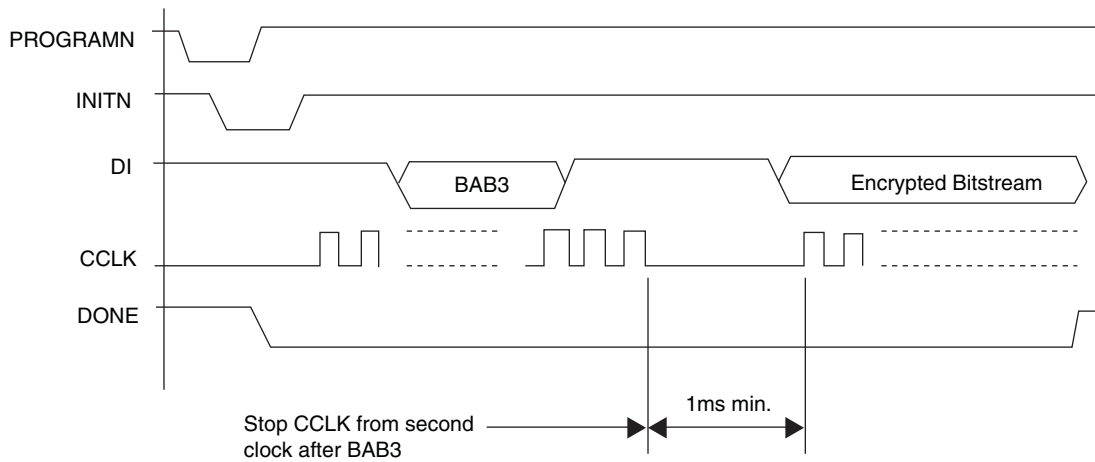 PROGRAMN
INITN
DI
BAB3
Encrypted Bitstream
CCLK
DONE
1ms min.
Stop CCLK from second
clock after BAB3